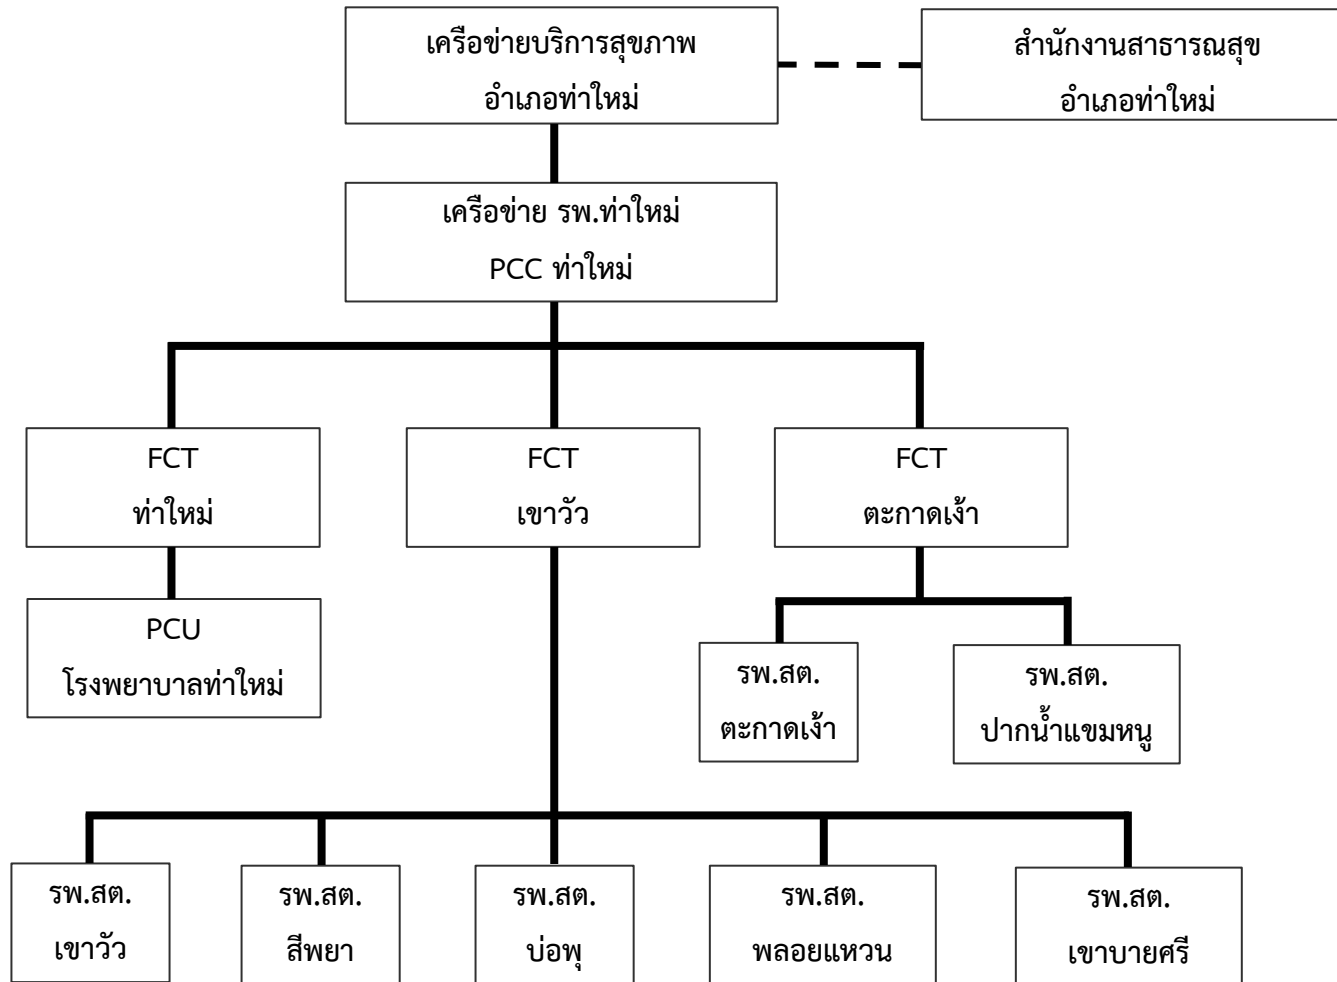 เครือข่ายบริการสุขภาพ
อำเภอท่าใหม่
สำนักงานสาธารณสุข
อำเภอท่าใหม่
เครือข่าย รพ.ท่าใหม่
PCC ท่าใหม่
FCT
ท่าใหม่
FCT
เขาวัว
FCT
ตะกาดเง้า
PCU
โรงพยาบาลท่าใหม่
รพ.สต.
ตะกาดเง้า
รพ.สต.
ปากน้ำแขมหนู
รพ.สต.
เขาวัว
รพ.สต.
สีพยา
รพ.สต.
บ่อพุ
รพ.สต.
พลอยแหวน
รพ.สต.
เขาบายศรี